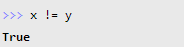 >>> x != y
True